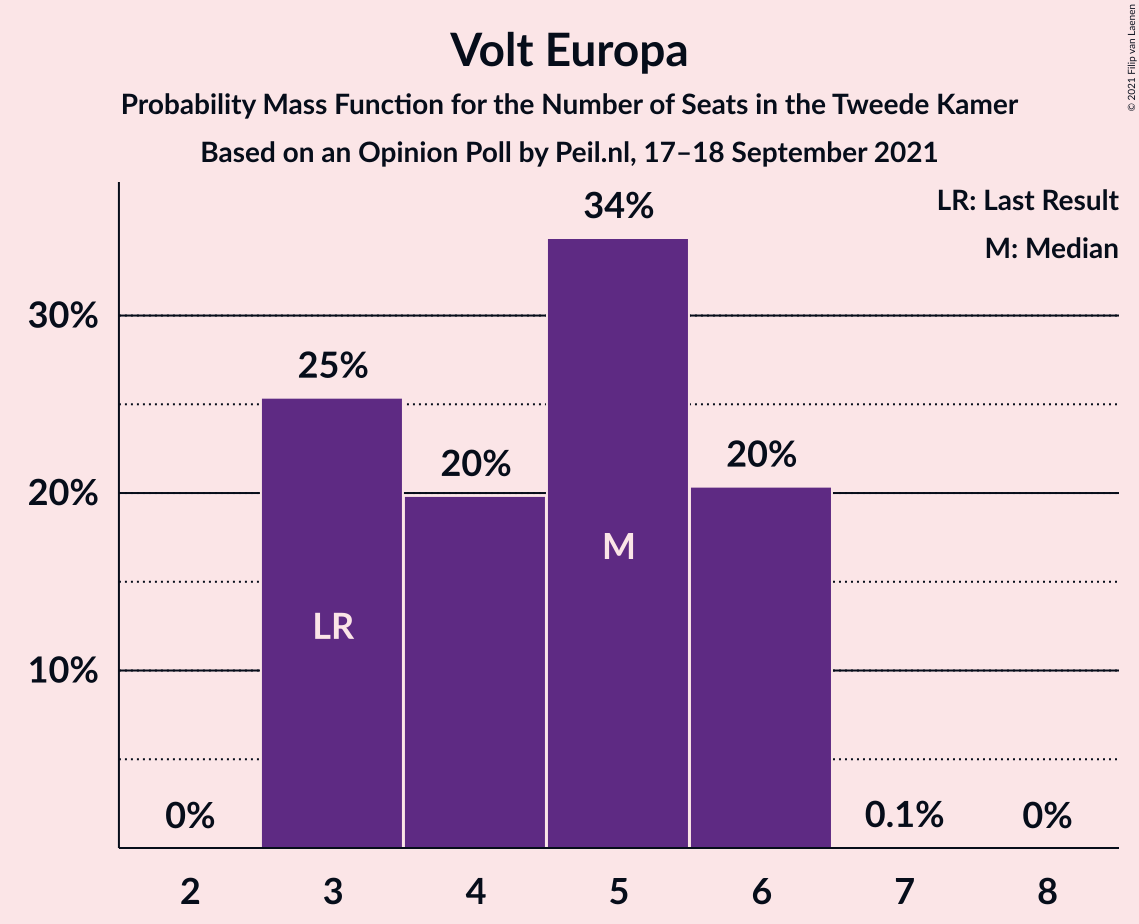 Volt Europa
Probability Mass Function for the Number of Seats in the Tweede Kamer
Based on an Opinion Poll by Peil.nl, 17–18 September 2021
© 2021 Filip van Laenen
LR: Last Result
M: Median
34%
30%
25%
20%
20%
20%
M
LR
10%
0%
0.1%
0%
2 3 4 5 6 7 8